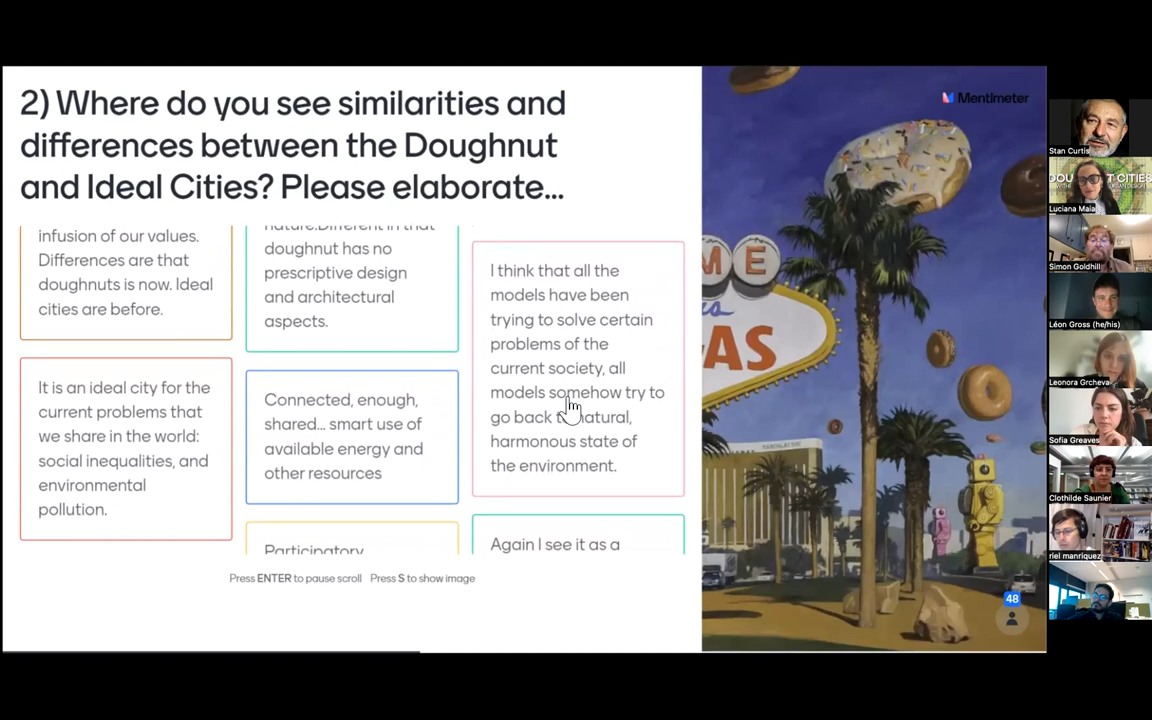 2) Where do you see similarities and
differences between the Doughnut
and Ideal Cities? Please elaborate...
infusion of our values.
Differences are that
doughnuts is now. Ideal
cities are before.
It is an ideal city for the
current problems that
we share in the world:
social inequalities, and
environmental
pollution.
nature.Different in that
doughnut has no
prescriptive design
and architectural
aspects.
Connected, enough,
shared... smart use of
available energy and
other resources
Participatory
I think that all the
models have been
trying to solve certain
problems of the
current society, all
models somehow try to
go back to natural,
harmonous state of
the environment.
Again I see it as a
Press ENTER to pause scroll Press S to show image
Mentimeter
ME
AS
48
Stan Curtis
DOU T CITIES
Luciana Maia
Simon Goldhill
Léon Gross (he/his)
Leonora Grcheva
Sofia Greaves
Clothilde Saunier
riel manriquez